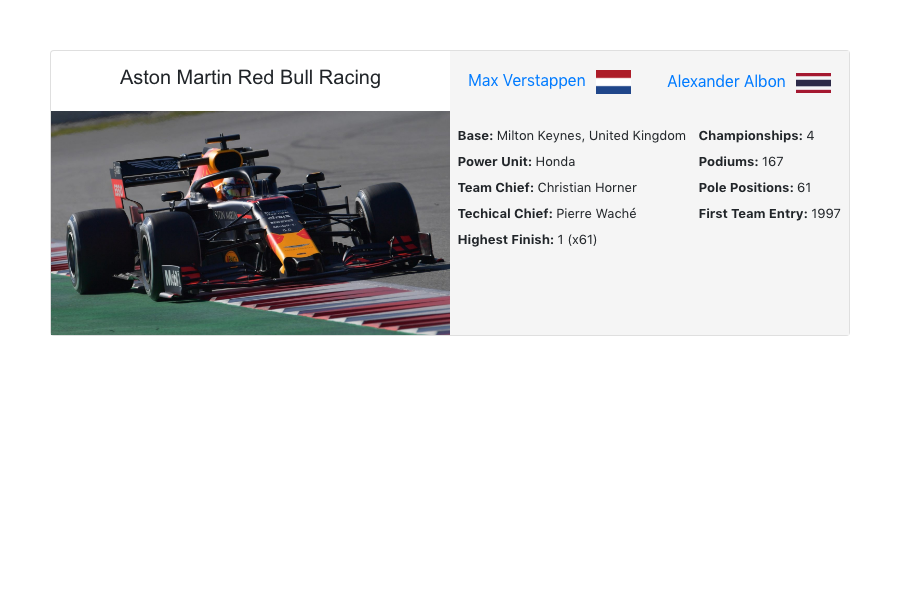 Aston Martin Red Bull Racing
Max Verstappen
Alexander Albon
Base: Milton Keynes, United Kingdom
Power Unit: Honda
Team Chief: Christian Horner
Techical Chief: Pierre Waché
Highest Finish: 1 (x61)
Championships: 4
Podiums: 167
Pole Positions: 61
First Team Entry: 1997
Mobil